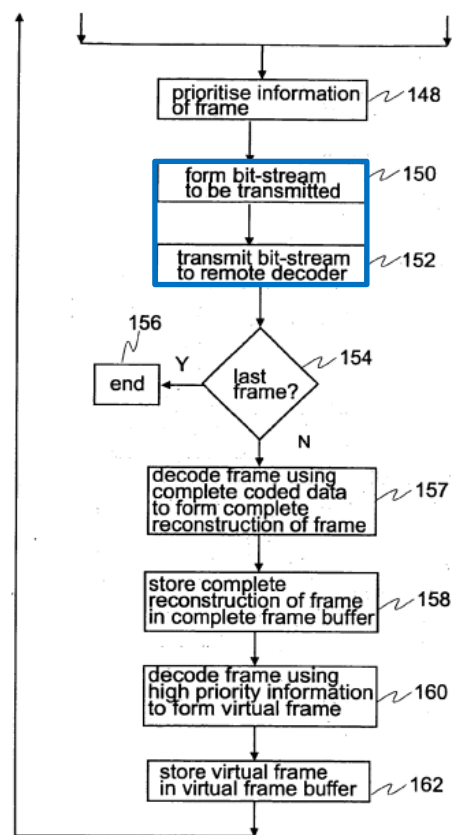 prioritise information
of frame
148
form bit-stream
to be transmitted
150
transmit bit-stream
to remote decoder
152
156
Y
154
end
last
frame?
N
decode frame using
complete coded data
to form complete
reconstruction of frame
157
store complete
reconstruction of frame
in complete frame buffer
158
decode frame using
high priority information
to form virtual frame
160
store virtual frame
in virtual frame buffer
162